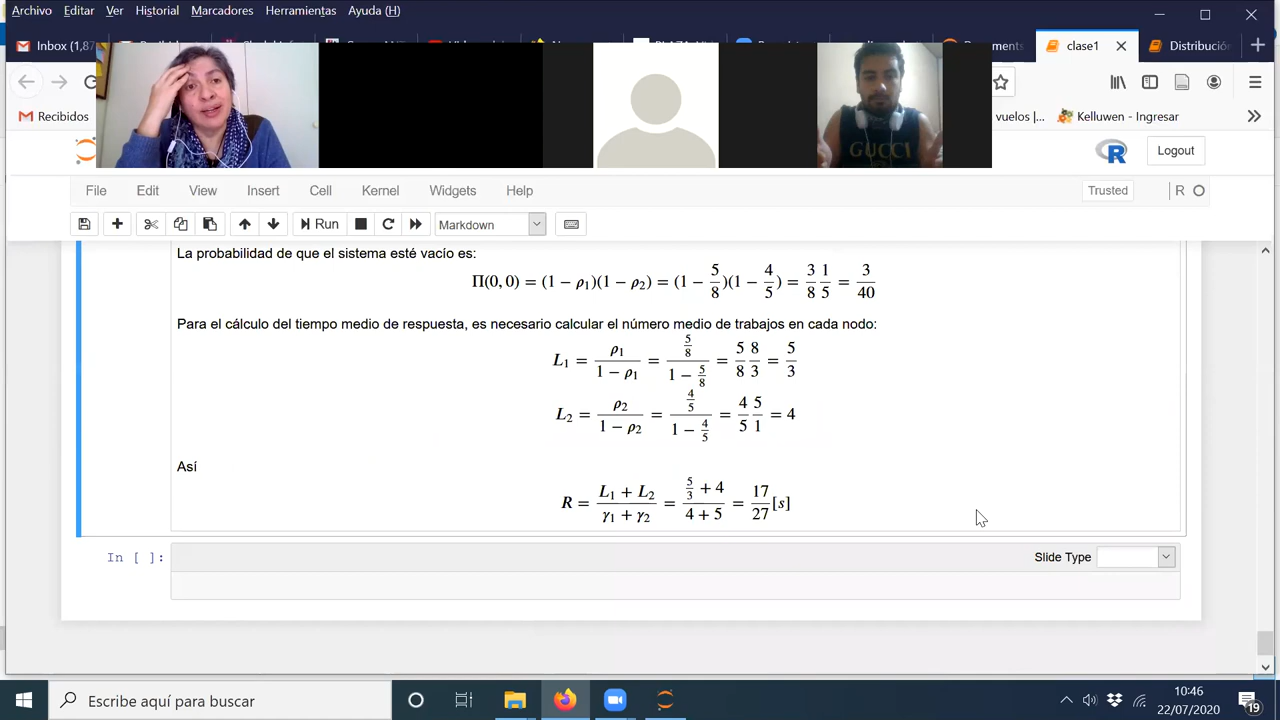 Archivo Editar Ver Historial Marcadores Herramientas Ayuda (H)
Inbox (1,87
clase1
Distribución
Recibidos
vuelos |...
Kelluwen - Ingresar
Logout
File Edit View Insert Cell Kernel Widgets Help
Trusted
R
Run
Markdown
La probabilidad de que el sistema esté vacío es:
Π(0, 0) = (1 − ρ₁)(1 − ρ₂) = (1 − 5/8)(1 − 4/5) = 3/8 1/5 = 3/40
Para el cálculo del tiempo medio de respuesta, es necesario calcular el número medio de trabajos en cada nodo:
L₁ = ρ₁/(1 − ρ₁) = (5/8)/(1 − 5/8) = 5/8 8/3 = 5/3
L₂ = ρ₂/(1 − ρ₂) = (4/5)/(1 − 4/5) = 4/5 5/1 = 4
Así
R = (L₁ + L₂)/(γ₁ + γ₂) = (5/3 + 4)/(4 + 5) = 17/27 [s]
In [ ]:
Slide Type
GUCCI
Escribe aquí para buscar
10:46
22/07/2020
19